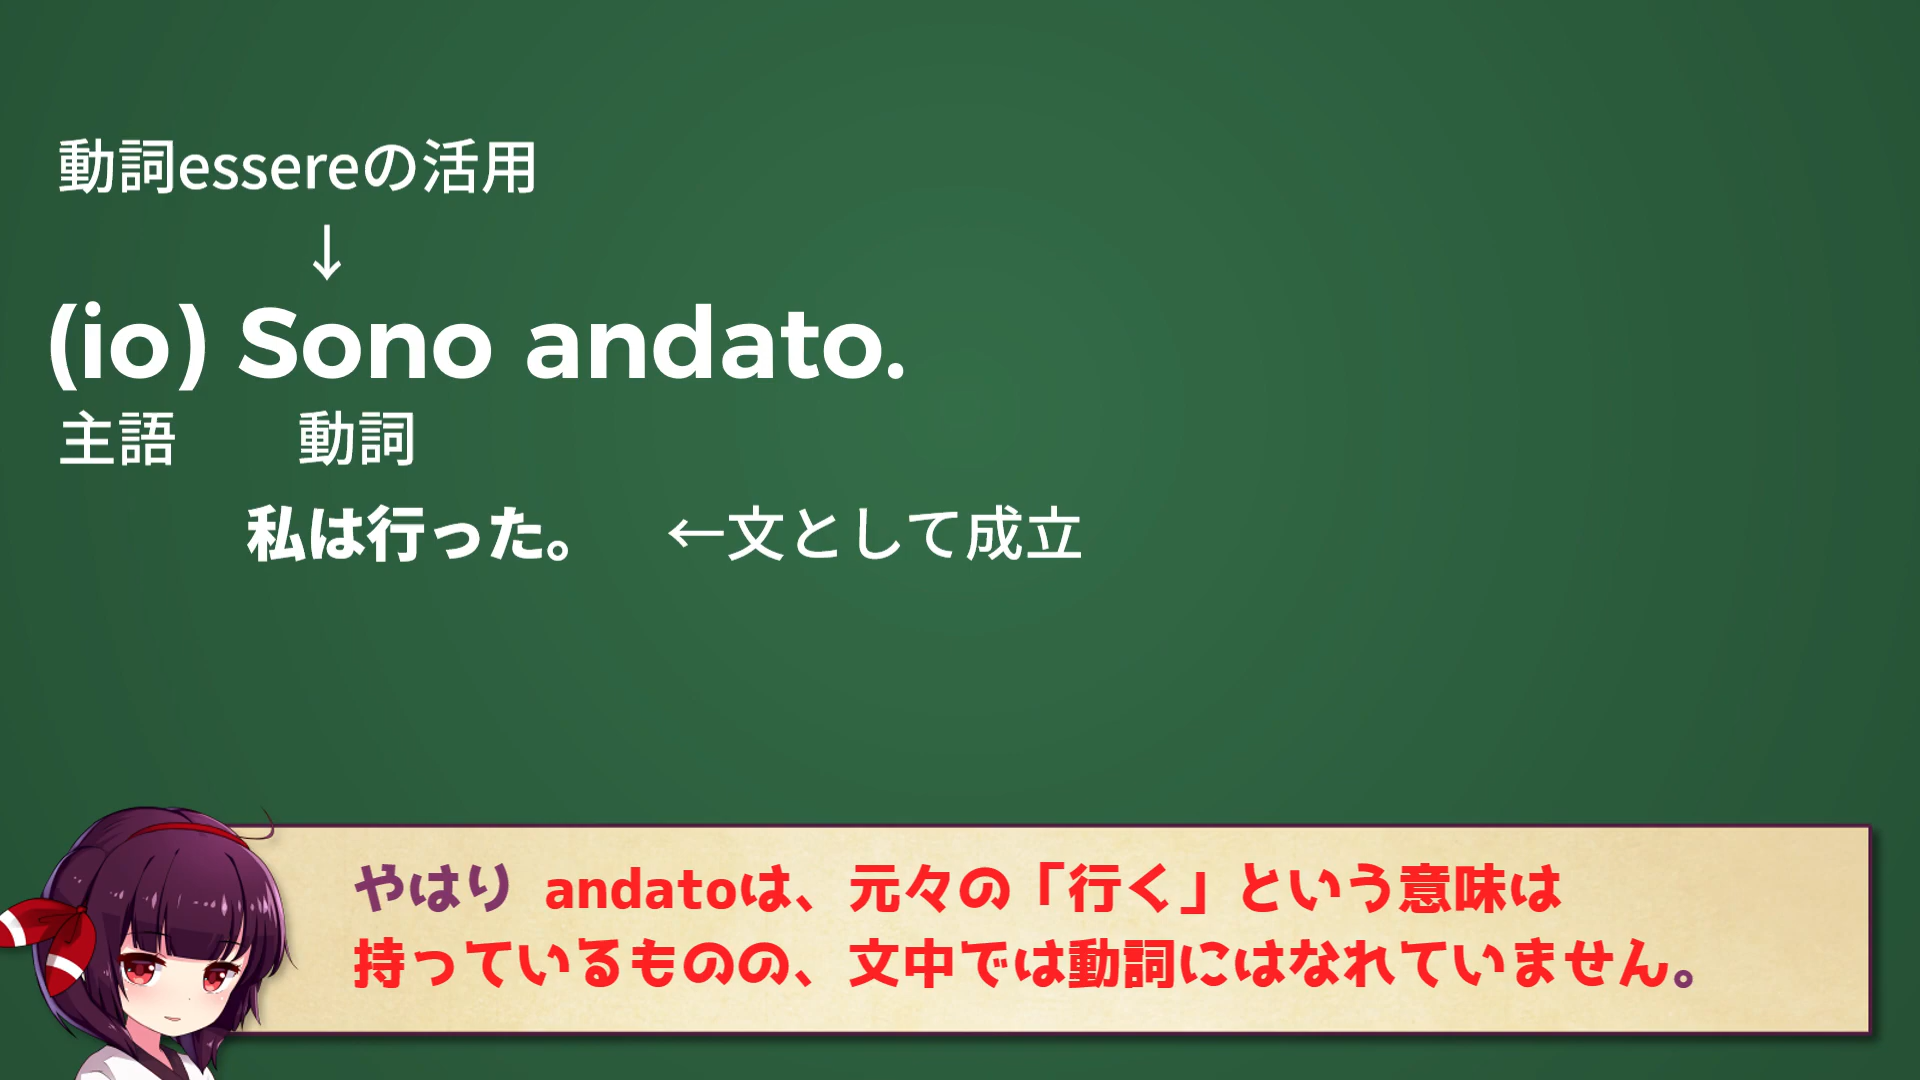 動詞essereの活用
↓
(io) Sono andato.
主語 動詞
私は行った。 ←文として成立
やはり andatoは、元々の「行く」という意味は
持っているものの、文中では動詞にはなれていません。